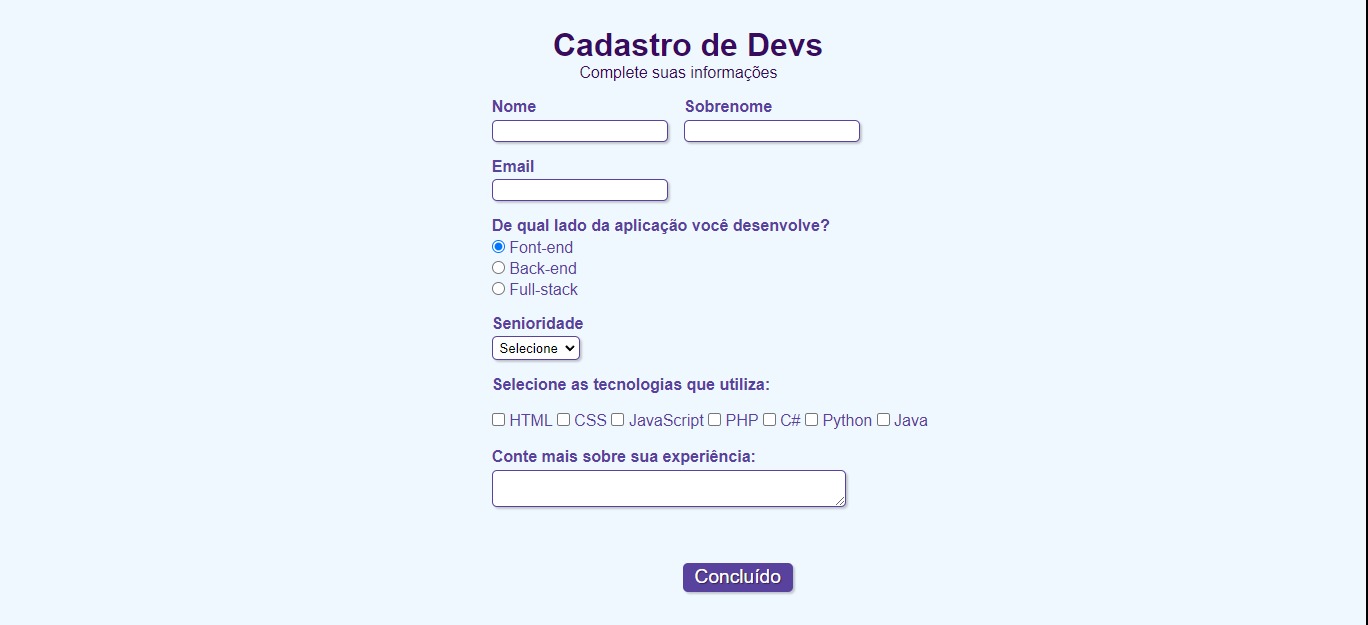 Cadastro de Devs
Complete suas informações
Nome Sobrenome
Email
De qual lado da aplicação você desenvolve?
Font-end
Back-end
Full-stack
Senioridade
Selecione
Selecione as tecnologias que utiliza:
HTML CSS JavaScript PHP C# Python Java
Conte mais sobre sua experiência:
Concluído